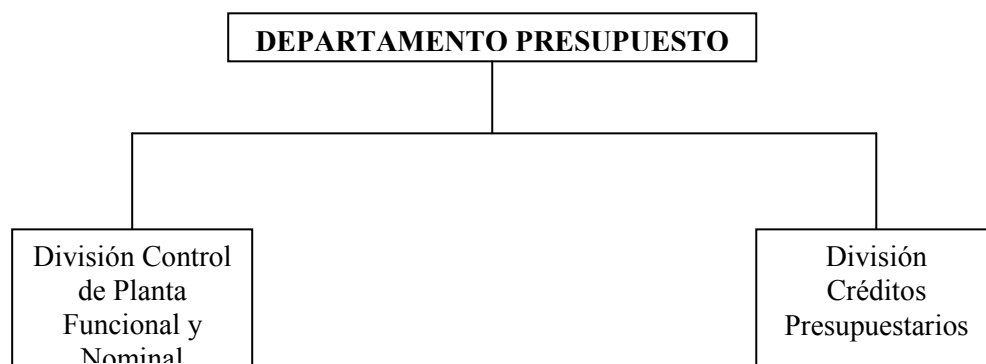 DEPARTAMENTO PRESUPUESTO
División Control
de Planta
Funcional y
Nominal
División
Créditos
Presupuestarios